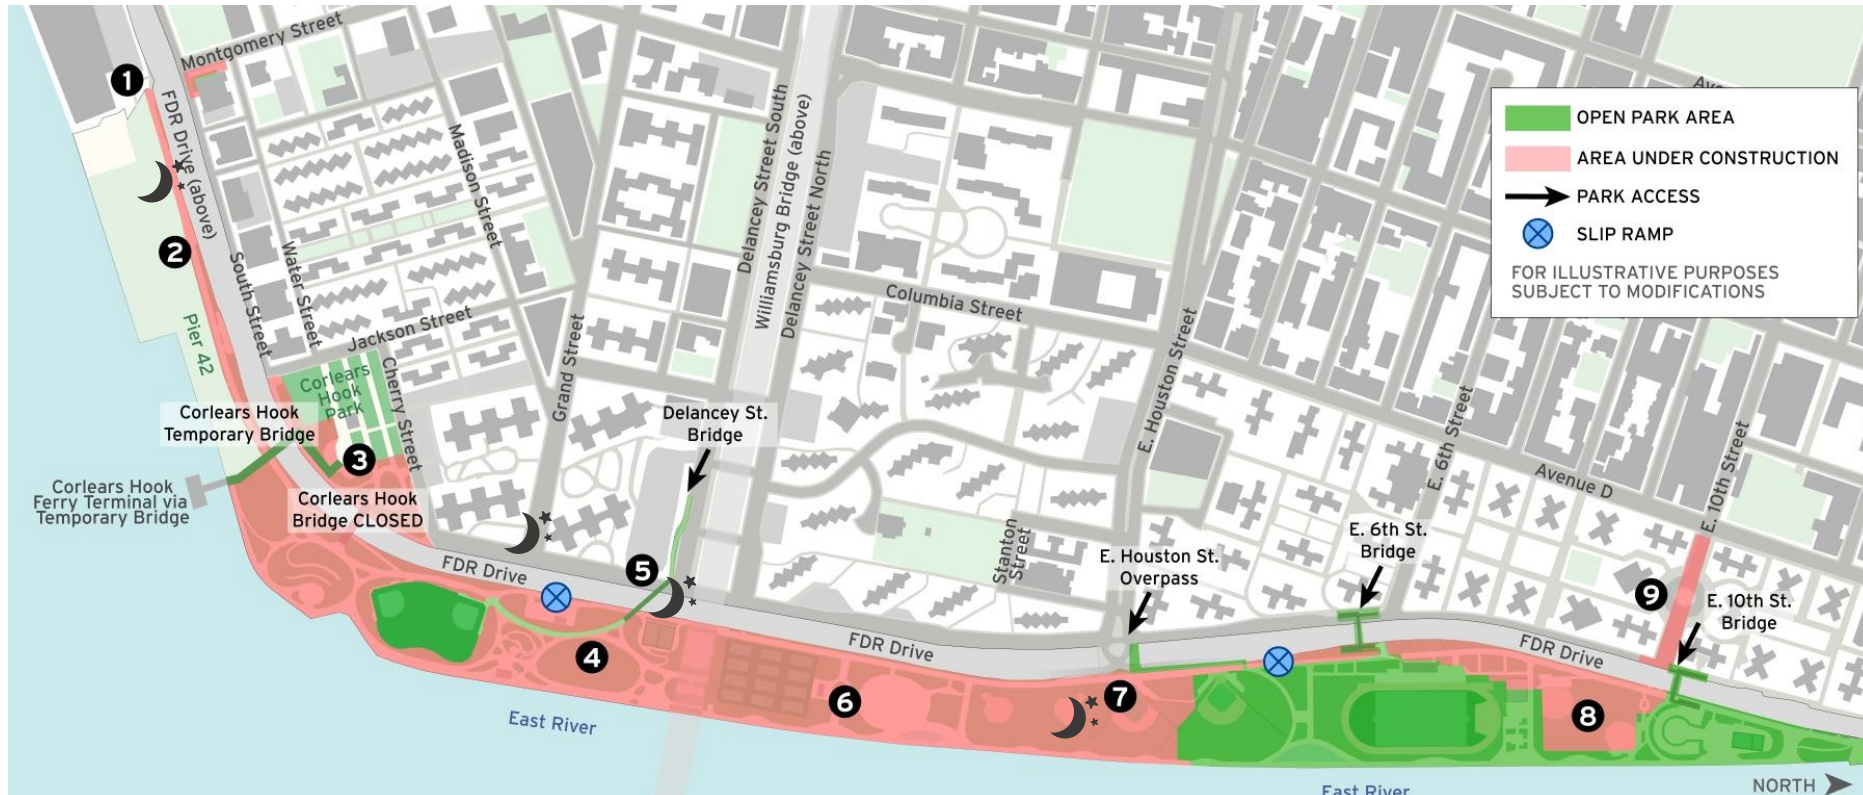 Montgomery Street
1
FDR Drive (above)
2
Madison Street
Water Street
South Street
Jackson Street
Pier 42
Corlears
Hook
Park
Cherry Street
Corlears Hook
Temporary Bridge
3
Corlears Hook
Ferry Terminal via
Temporary Bridge
Corlears Hook
Bridge CLOSED
Grand Street
Delancey Street South
Williamsburg Bridge (above)
Delancey Street North
Delancey St.
Bridge
Columbia Street
E. Houston Street
FDR Drive
5
4
East River
6
FDR Drive
Stanton
Street
E. Houston St.
Overpass
7
E. 6th Street
E. 6th St.
Bridge
Avenue D
E. 10th Street
FDR Drive
9
E. 10th St.
Bridge
8
East River
NORTH
OPEN PARK AREA
AREA UNDER CONSTRUCTION
PARK ACCESS
SLIP RAMP
FOR ILLUSTRATIVE PURPOSES
SUBJECT TO MODIFICATIONS